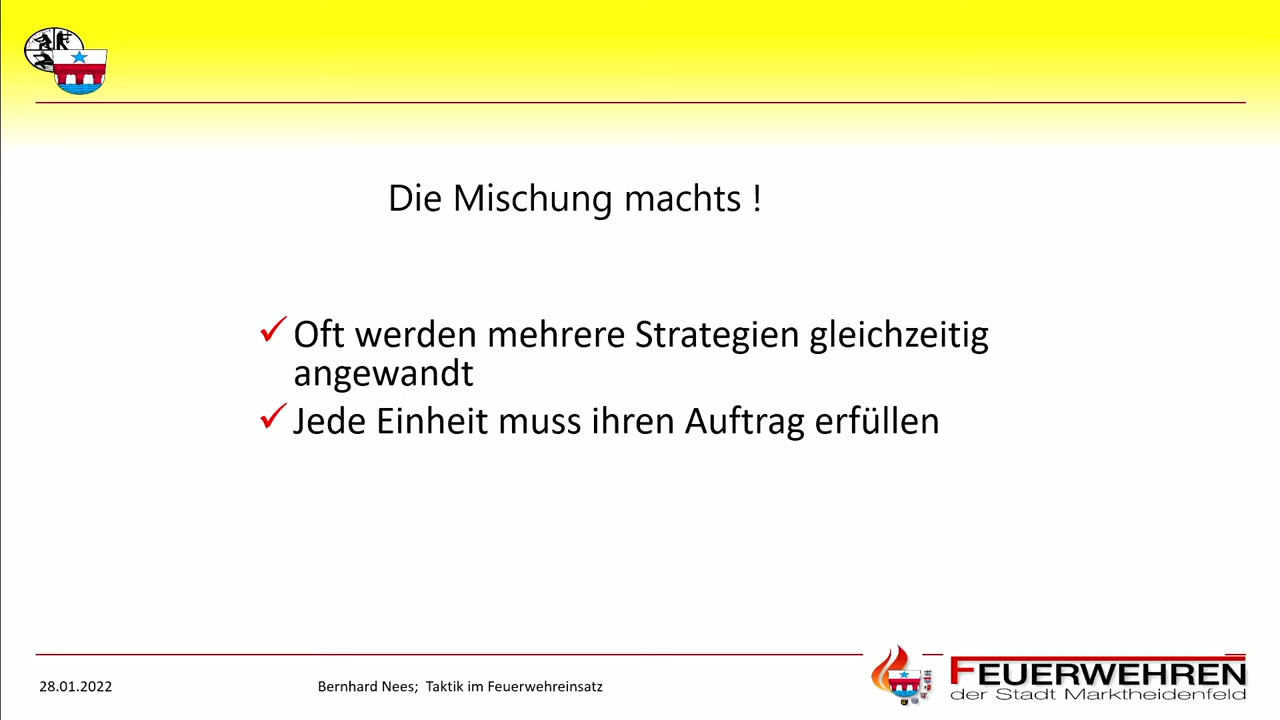 Die Mischung machts !
✓ Oft werden mehrere Strategien gleichzeitig
angewandt
✓ Jede Einheit muss ihren Auftrag erfüllen
28.01.2022
Bernhard Nees; Taktik im Feuerwehreinsatz
FEUERWEHREN
der Stadt Marktheidenfeld